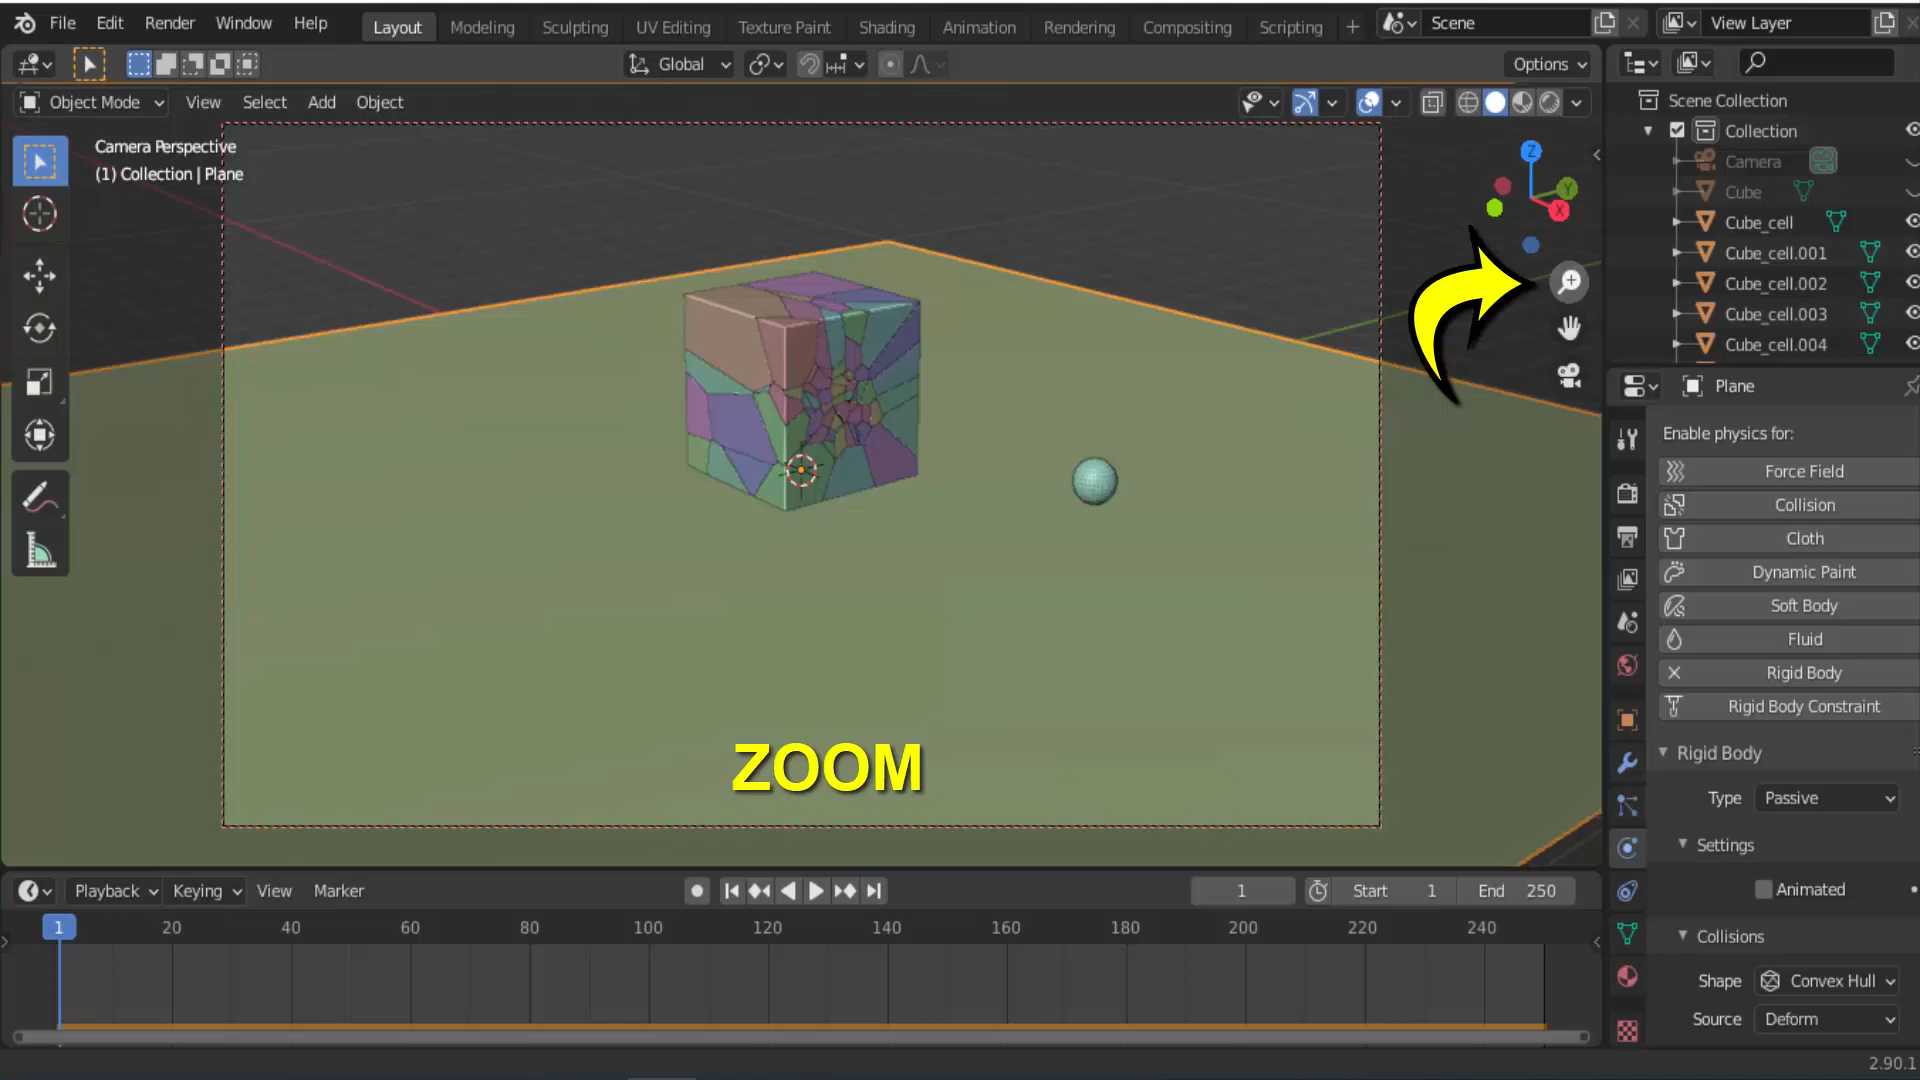 File Edit Render Window Help
Layout Modeling Sculpting UV Editing Texture Paint Shading Animation Rendering Compositing Scripting +
Scene
View Layer
Global
Options
Object Mode View Select Add Object
Camera Perspective
(1) Collection | Plane
Z
Y
X
Scene Collection
Collection
Camera
Cube
Cube_cell
Cube_cell.001
Cube_cell.002
Cube_cell.003
Cube_cell.004
Plane
Enable physics for:
Force Field
Collision
Cloth
Dynamic Paint
Soft Body
Fluid
Rigid Body
Rigid Body Constraint
Rigid Body
Type Passive
Settings
Animated
Collisions
Shape Convex Hull
Source Deform
ZOOM
Playback Keying View Marker
1 Start 1 End 250
1 20 40 60 80 100 120 140 160 180 200 220 240
2.90.1